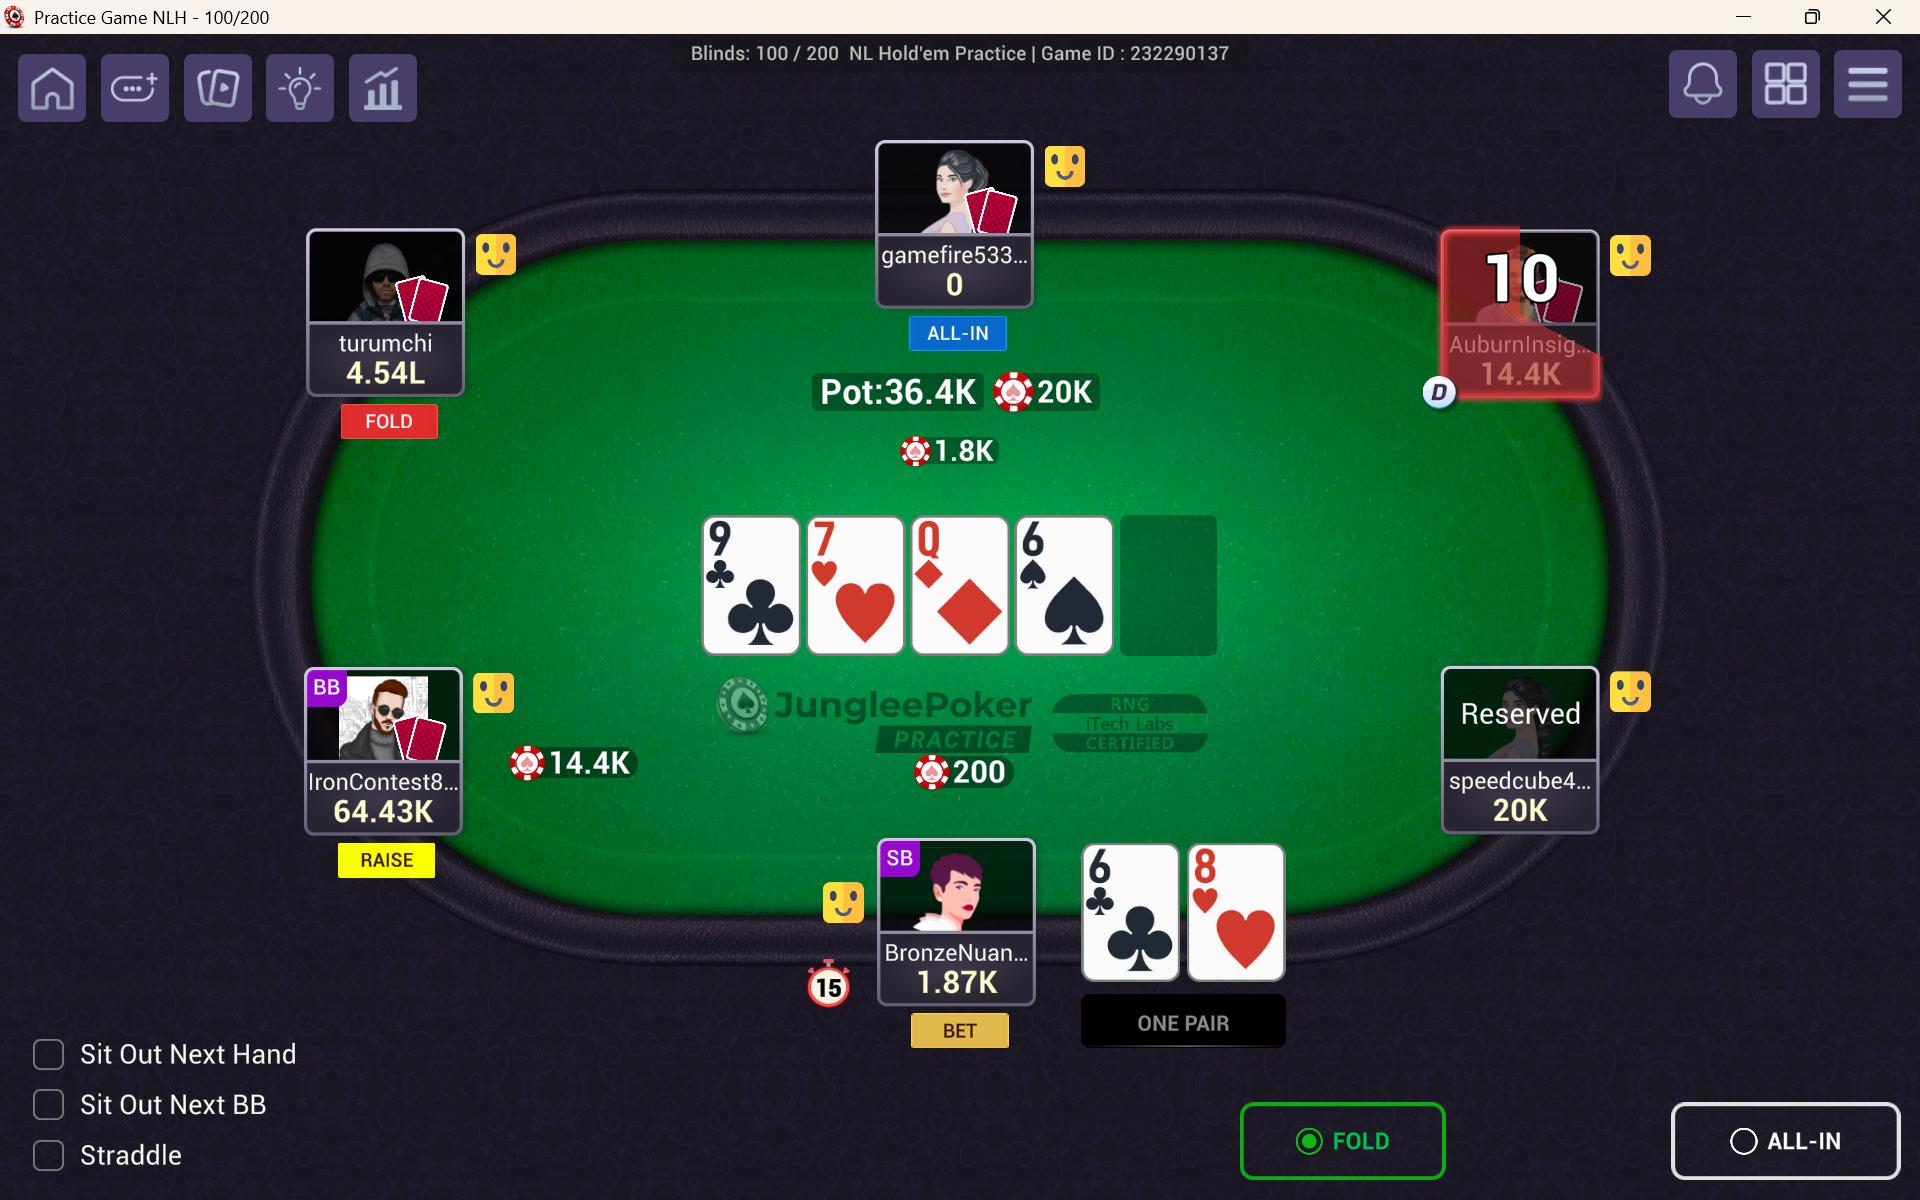 Practice Game NLH - 100/200
Blinds: 100 / 200 NL Hold'em Practice | Game ID : 232290137
gamefire533...
0
ALL-IN
turumchi
4.54L
FOLD
10
AuburnInsig...
14.4K
D
Pot:36.4K
20K
1.8K
9
7
Q
6
JungleePoker
PRACTICE
RNG
iTech Labs
CERTIFIED
BB
IronContest8...
64.43K
RAISE
14.4K
200
Reserved
speedcube4...
20K
SB
BronzeNuan...
1.87K
BET
15
6
8
ONE PAIR
Sit Out Next Hand
Sit Out Next BB
Straddle
FOLD
ALL-IN